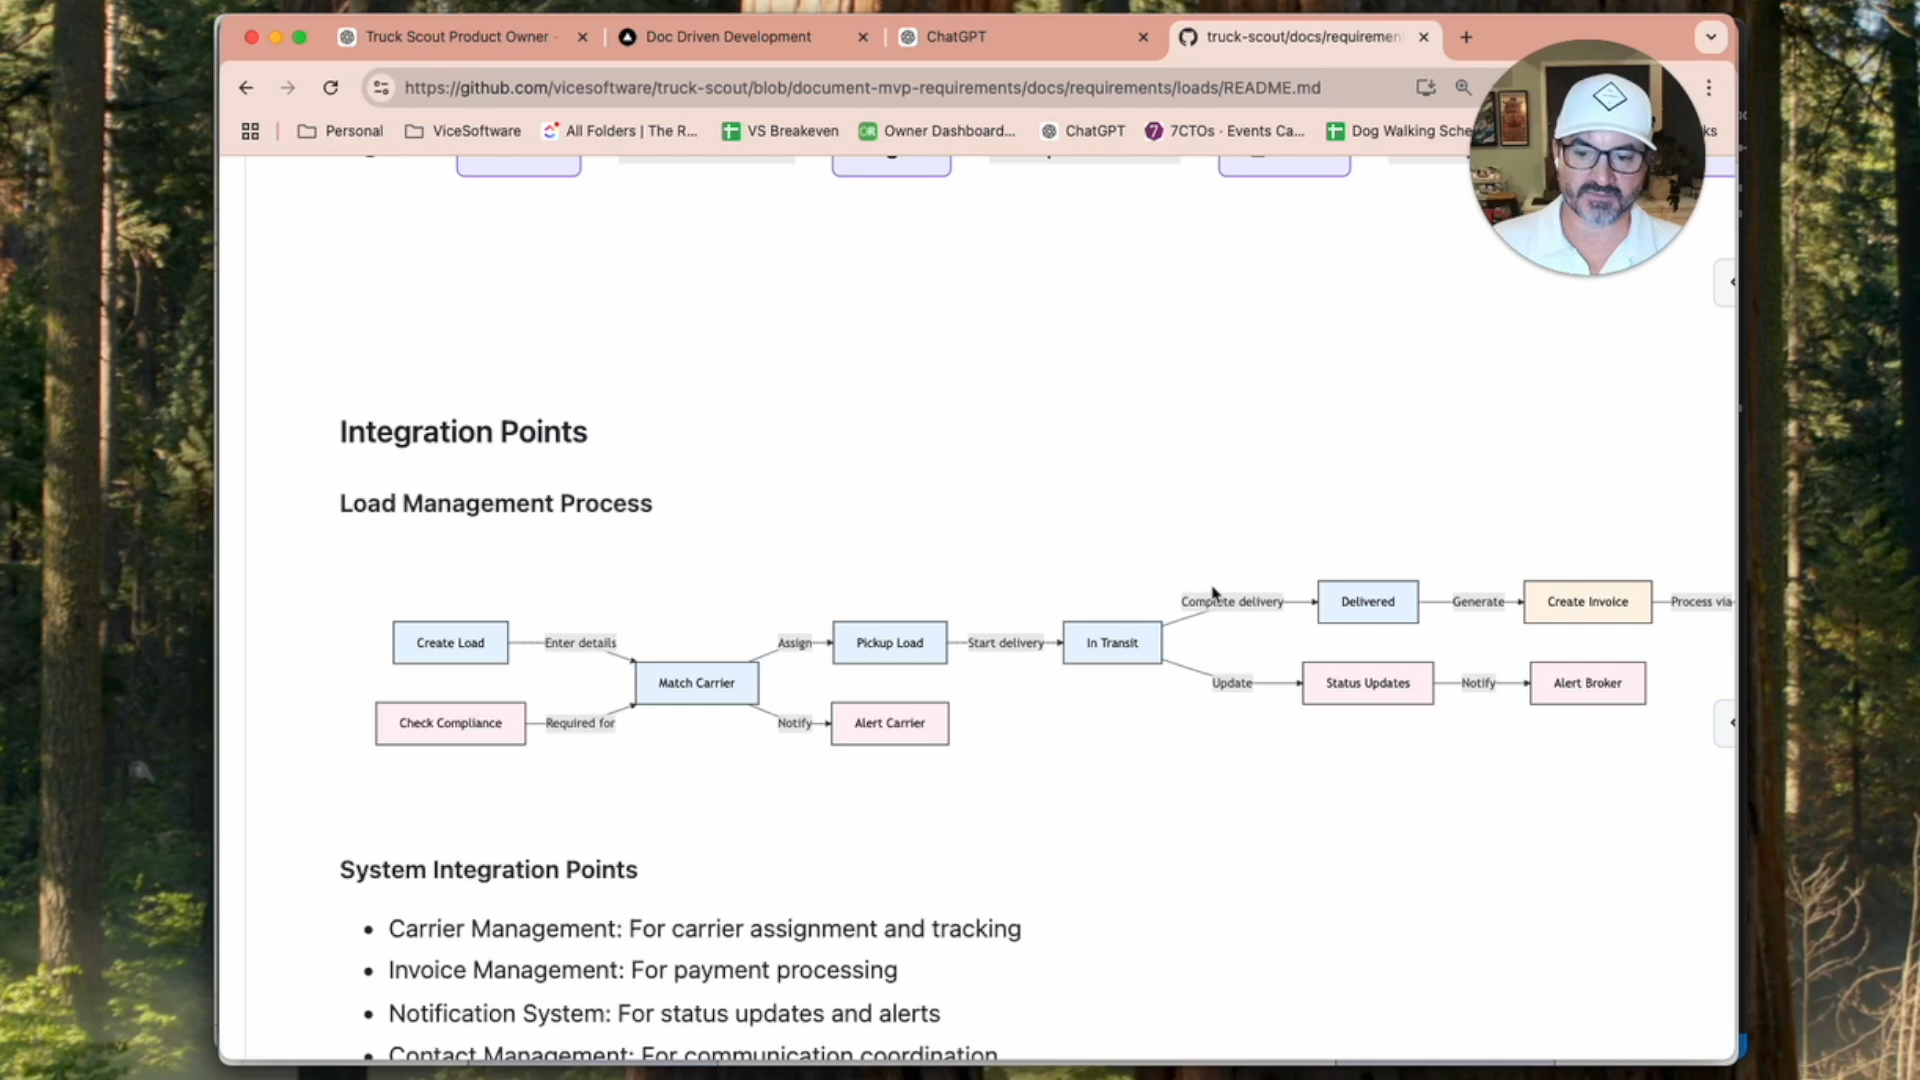 Truck Scout Product Owner -
Doc Driven Development
ChatGPT
truck-scout/docs/requiremen
https://github.com/vicesoftware/truck-scout/blob/document-mvp-requirements/docs/requirements/loads/README.md
Personal
ViceSoftware
All Folders | The R...
VS Breakeven
Owner Dashboard...
ChatGPT
7CTOs · Events Ca...
Dog Walking Sche
ks
Integration Points
Load Management Process
Complete delivery
Delivered
Generate
Create Invoice
Process via
Create Load
Enter details
Assign
Pickup Load
Start delivery
In Transit
Match Carrier
Update
Status Updates
Notify
Alert Broker
Check Compliance
Required for
Notify
Alert Carrier
System Integration Points
• Carrier Management: For carrier assignment and tracking
• Invoice Management: For payment processing
• Notification System: For status updates and alerts
• Contact Management: For communication coordination